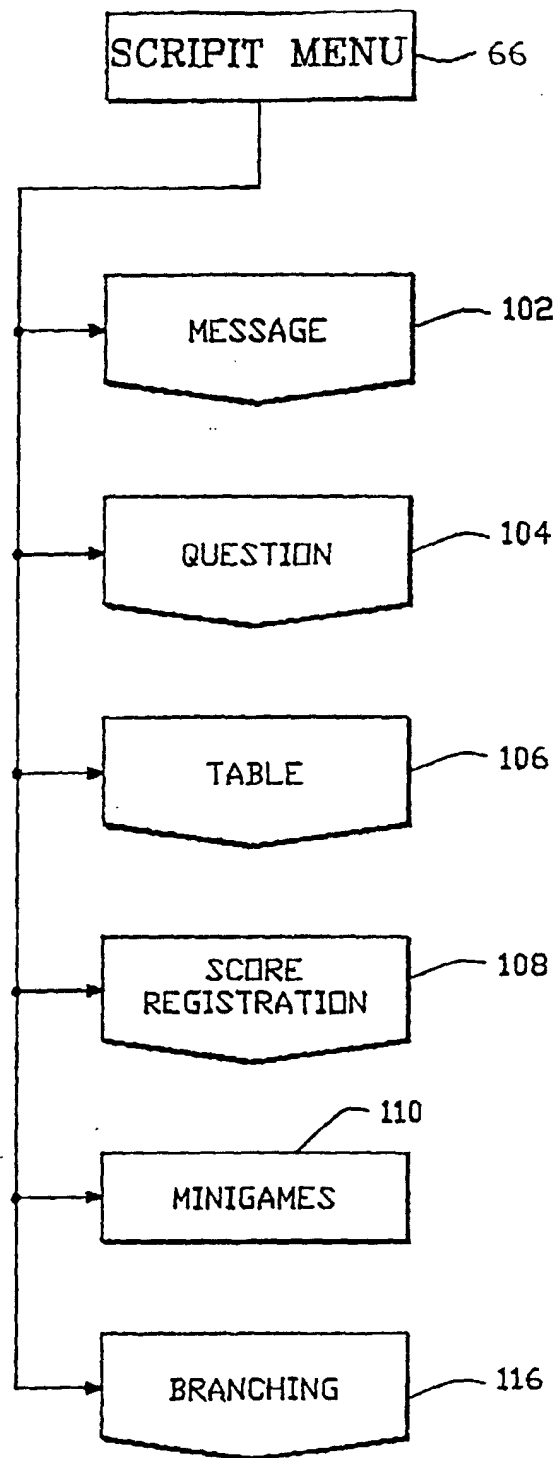 SCRIPIT MENU 66
MESSAGE 102
QUESTION 104
TABLE 106
SCORE
REGISTRATION 108
110
MINIGAMES
BRANCHING 116